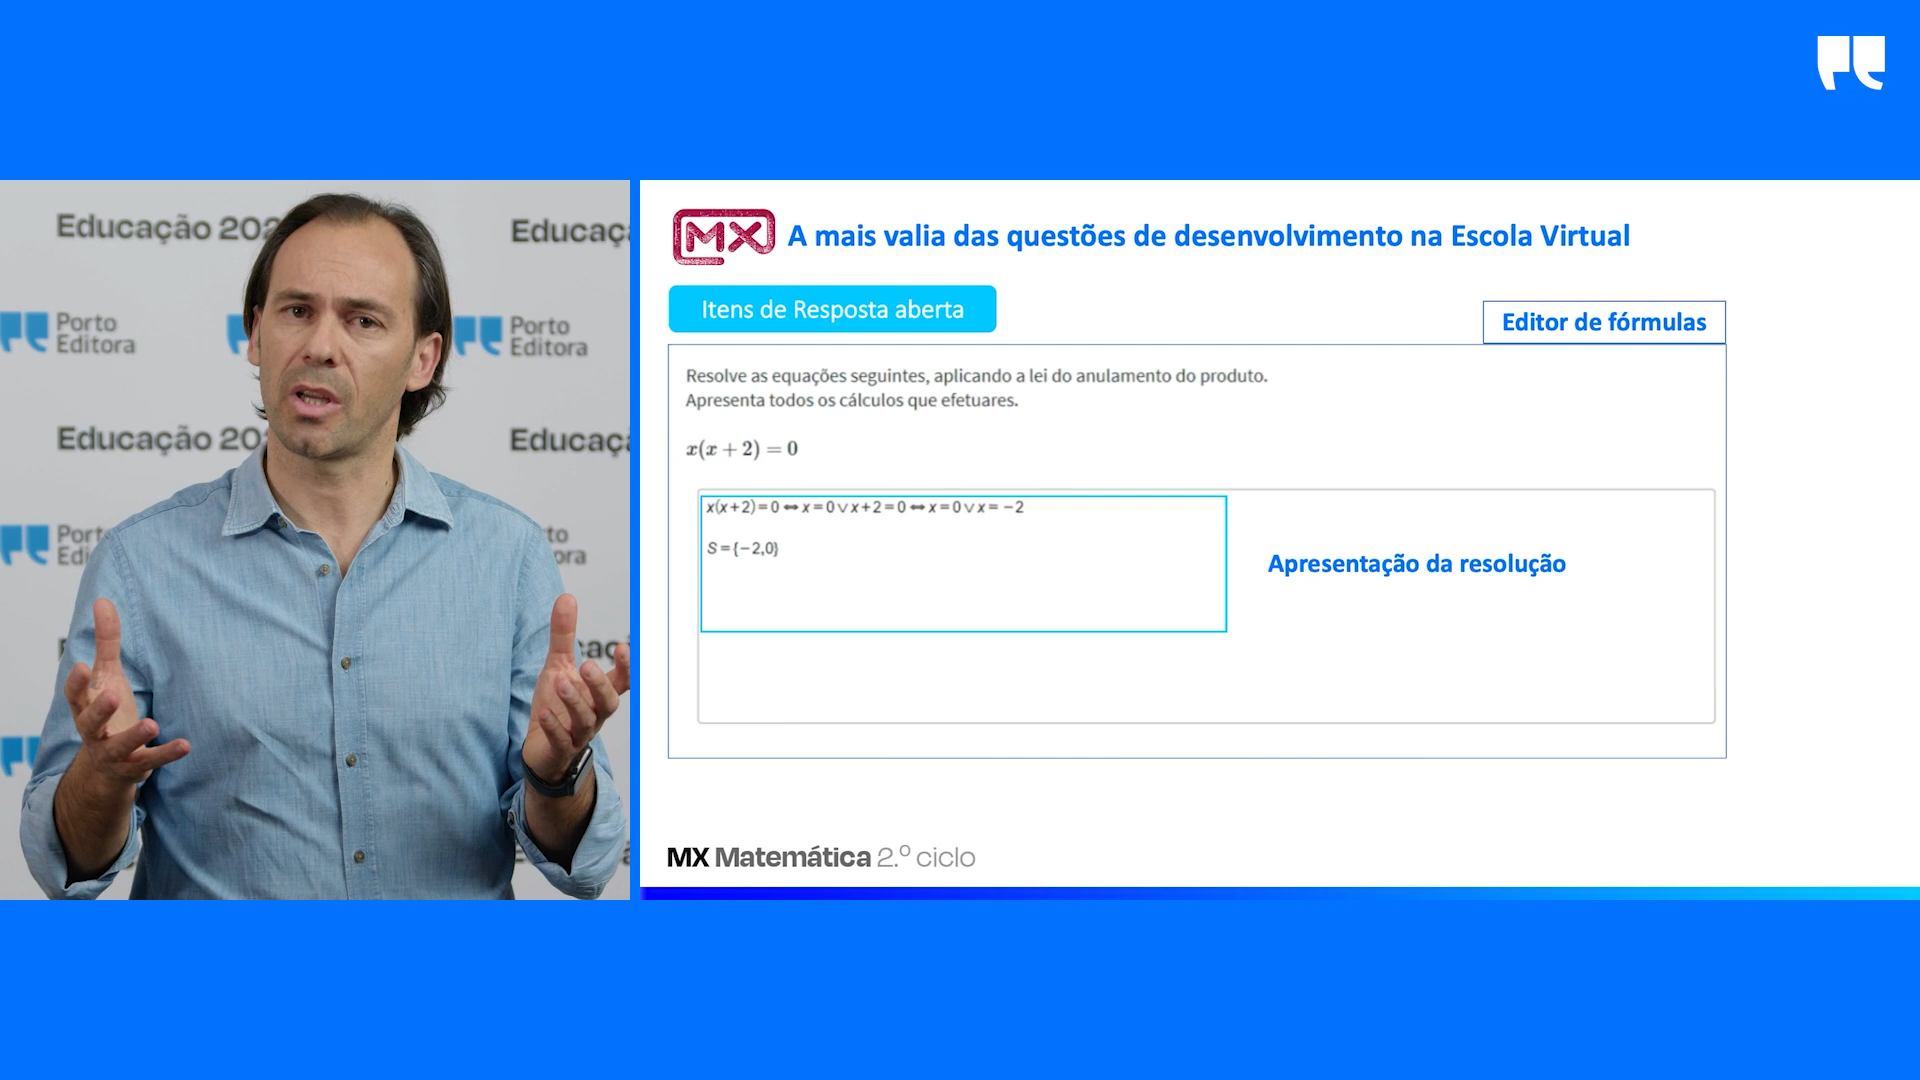 Educação 202
Educaç
Porto
Editora
Porto
Editora
Educação 20
Educaç
MX A mais valia das questões de desenvolvimento na Escola Virtual
Itens de Resposta aberta
Editor de fórmulas
Resolve as equações seguintes, aplicando a lei do anulamento do produto.
Apresenta todos os cálculos que efetuares.
x(x + 2) = 0
x(x+2)=0⇔x=0∨x+2=0⇔x=0∨x=−2
S={−2,0}
Apresentação da resolução
MX Matemática 2.º ciclo